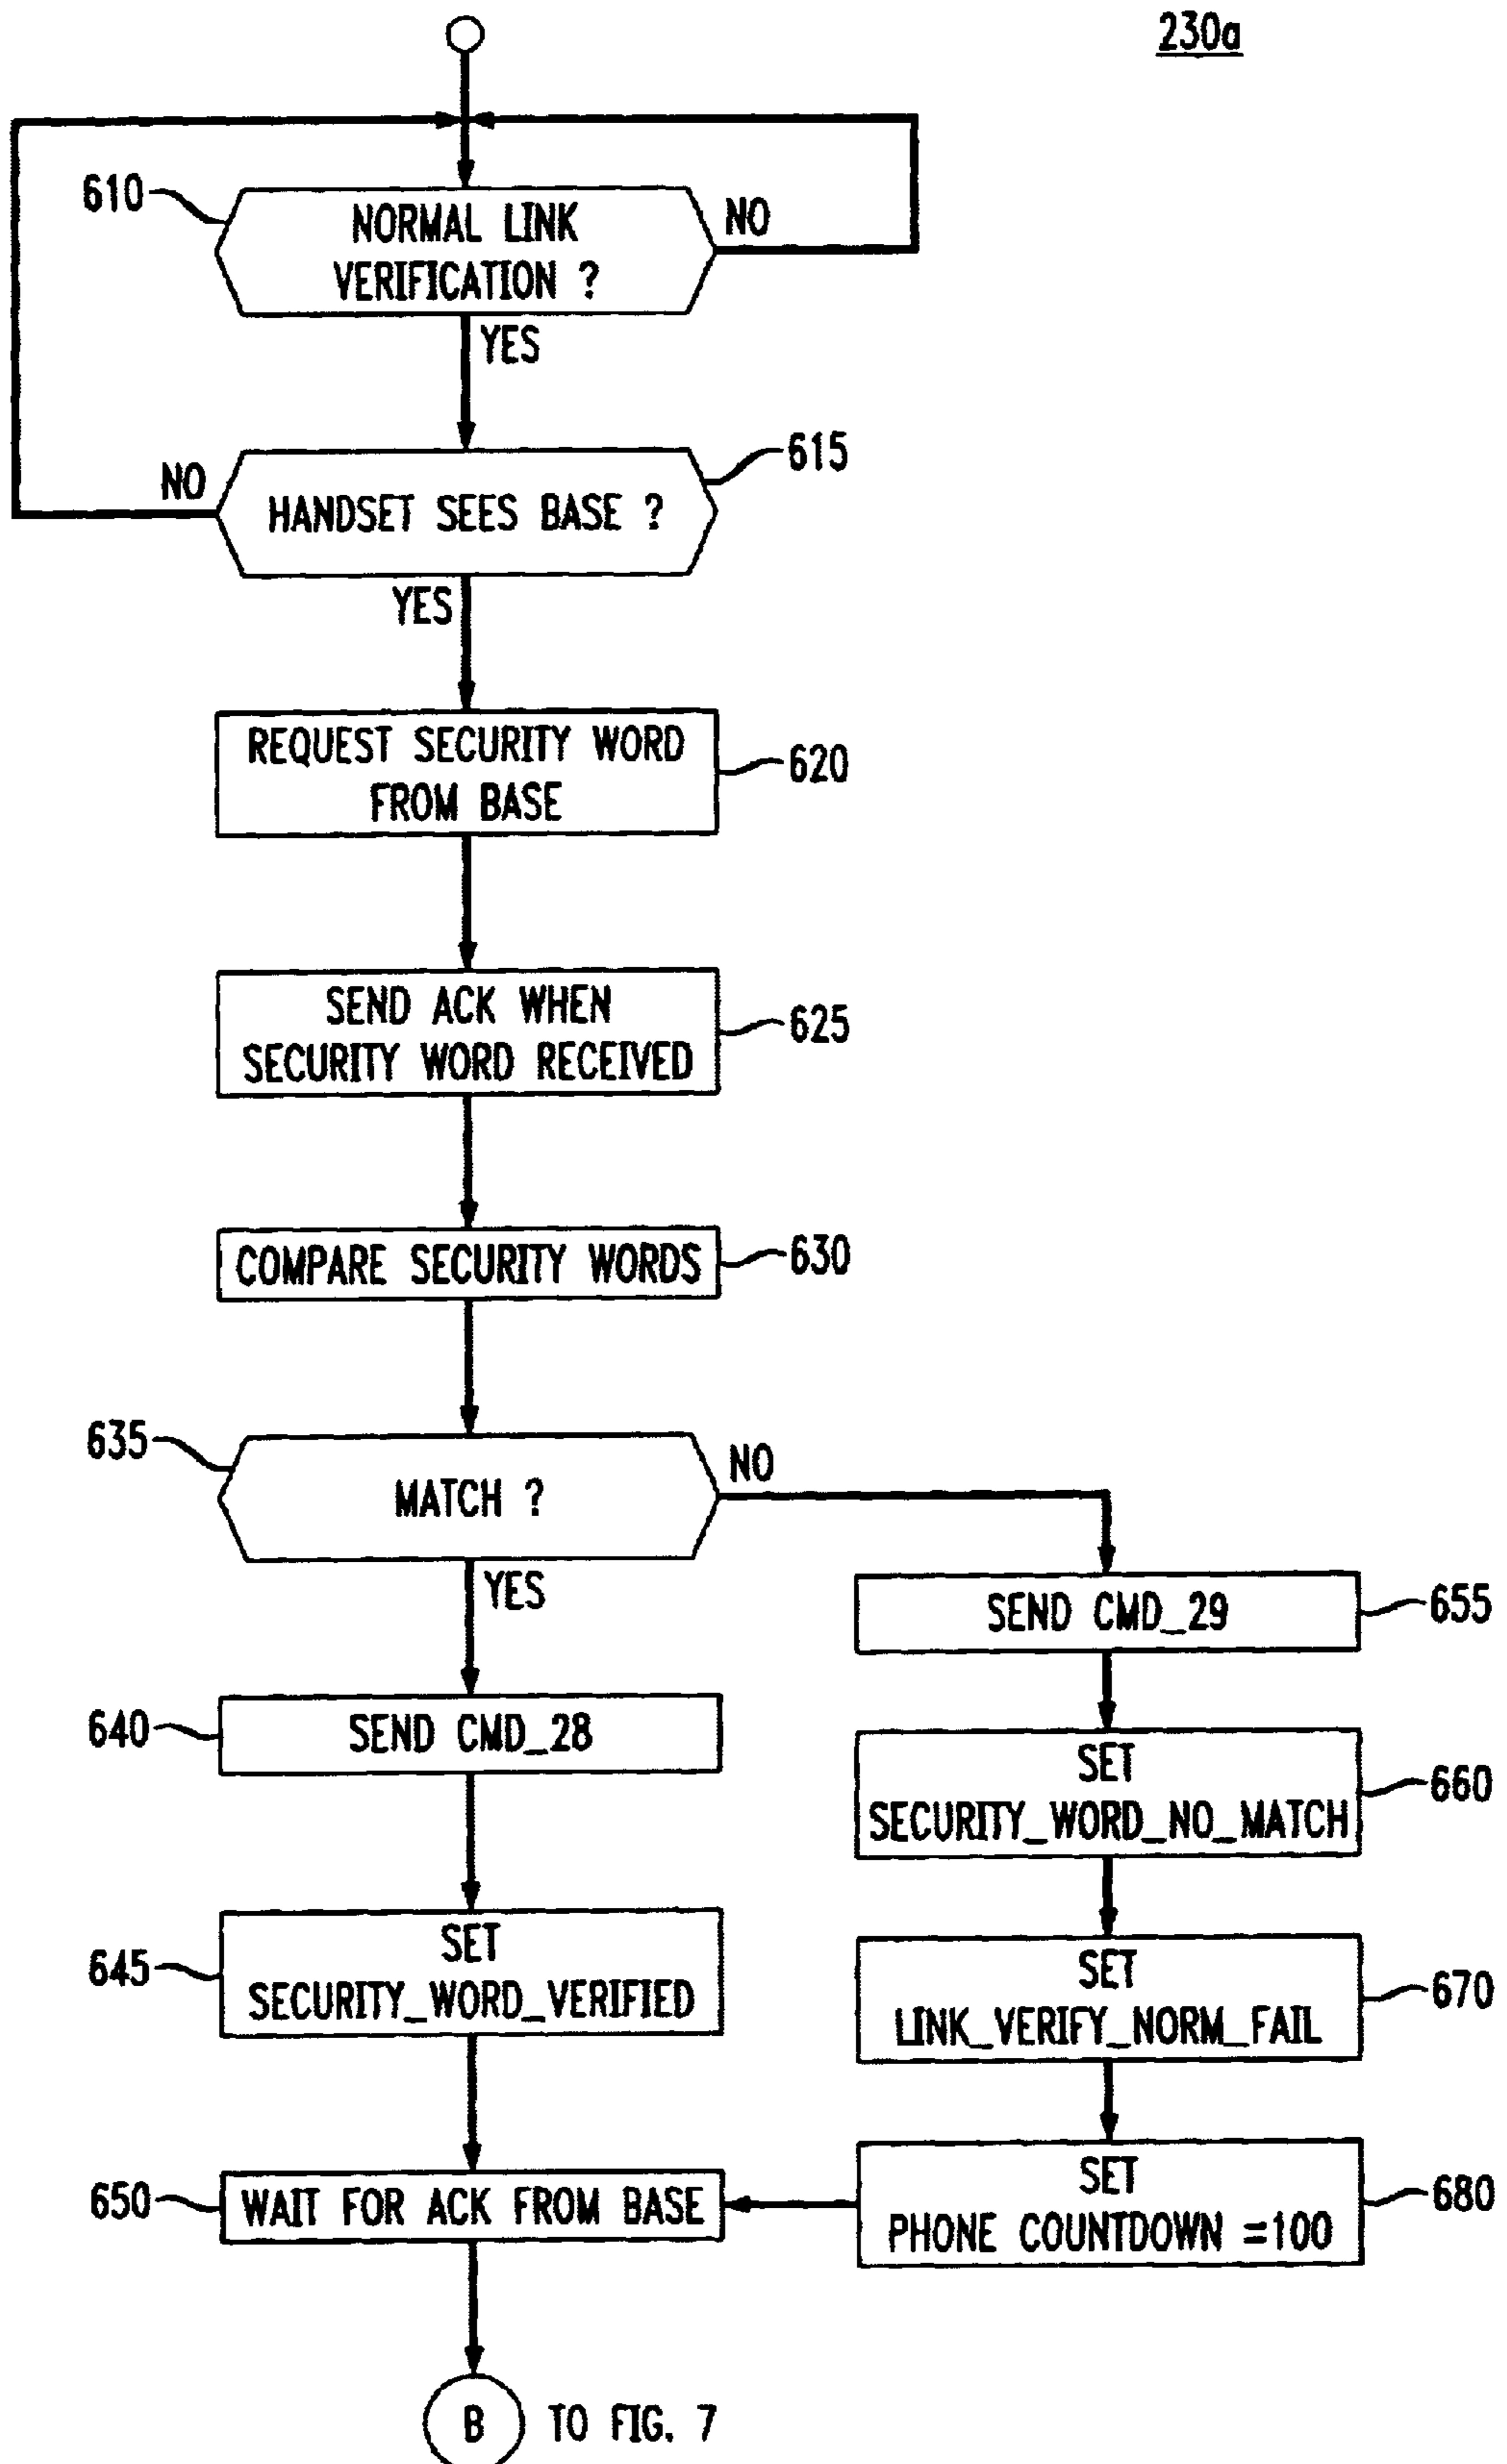 230a
610
NORMAL LINK
VERIFICATION ?
NO
YES
615
NO
HANDSET SEES BASE ?
YES
REQUEST SECURITY WORD
FROM BASE
620
SEND ACK WHEN
SECURITY WORD RECEIVED
625
COMPARE SECURITY WORDS
630
635
MATCH ?
NO
YES
SEND CMD_29
655
640
SEND CMD_28
SET
SECURITY_WORD_NO_MATCH
660
645
SET
SECURITY_WORD_VERIFIED
SET
LINK_VERIFY_NORM_FAIL
670
650
WAIT FOR ACK FROM BASE
SET
PHONE COUNTDOWN =100
680
B
TO FIG. 7